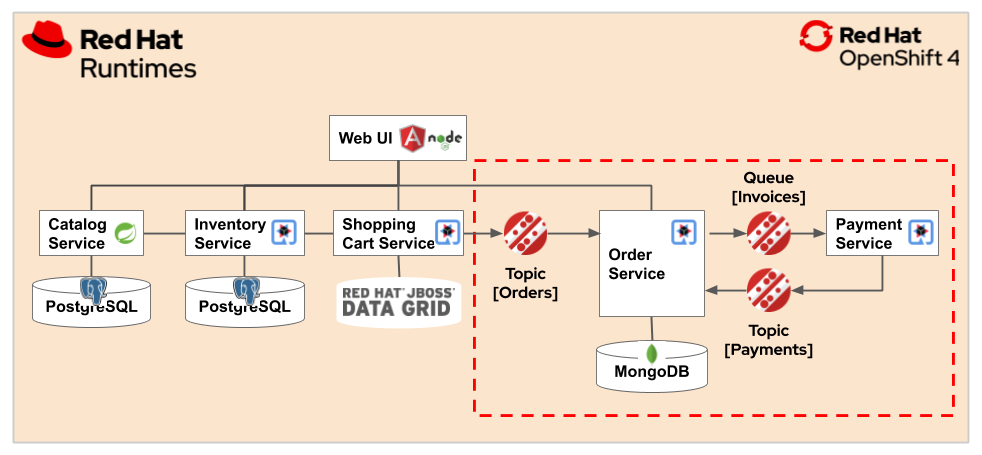 Red Hat
Runtimes
Red Hat
OpenShift 4
Web UI
node
Catalog
Service
Inventory
Service
Shopping
Cart Service
Topic
[Orders]
Order
Service
Queue
[Invoices]
Payment
Service
Topic
[Payments]
PostgreSQL
PostgreSQL
RED HAT® JBOSS®
DATA GRID
MongoDB